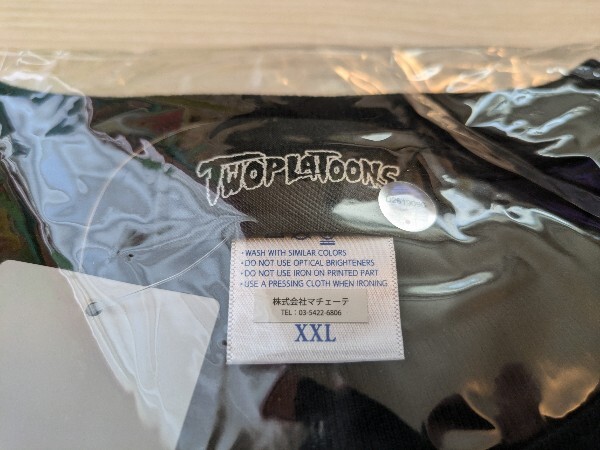 TWOPLATOONS
• WASH WITH SIMILAR COLORS
• DO NOT USE OPTICAL BRIGHTENERS
• DO NOT USE IRON ON PRINTED PART
• USE A PRESSING CLOTH WHEN IRONING
株式会社マチェーテ
TEL : 03-5422-6806
XXL